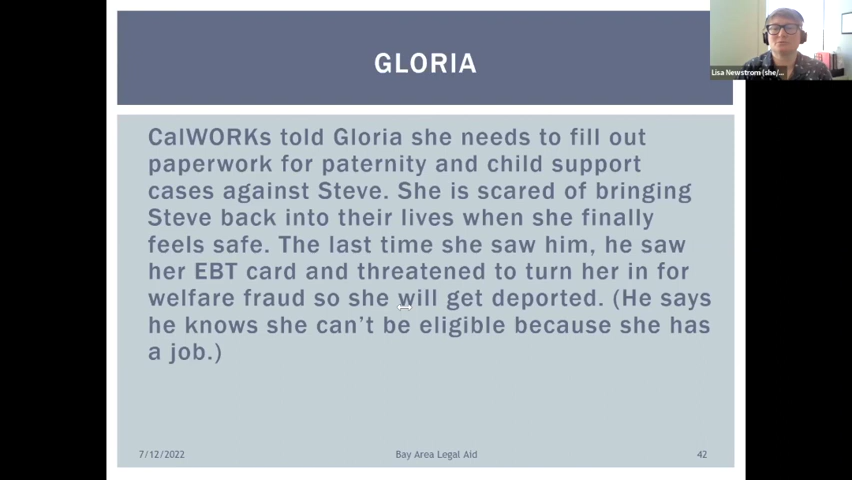 GLORIA
Lisa Newstrom (she/...
CalWORKs told Gloria she needs to fill out
paperwork for paternity and child support
cases against Steve. She is scared of bringing
Steve back into their lives when she finally
feels safe. The last time she saw him, he saw
her EBT card and threatened to turn her in for
welfare fraud so she will get deported. (He says
he knows she can't be eligible because she has
a job.)
7/12/2022
Bay Area Legal Aid
42